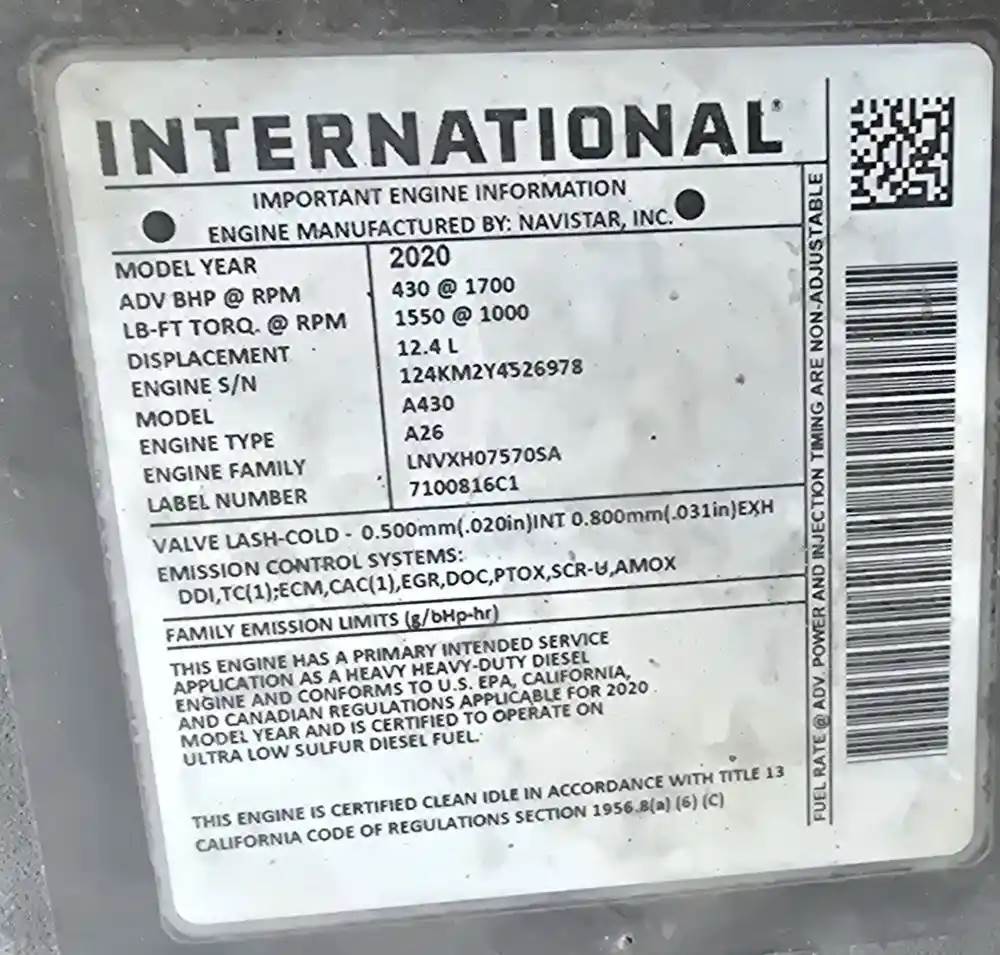 INTERNATIONAL®
IMPORTANT ENGINE INFORMATION
ENGINE MANUFACTURED BY: NAVISTAR, INC.
MODEL YEAR 2020
ADV BHP @ RPM 430 @ 1700
LB-FT TORQ. @ RPM 1550 @ 1000
DISPLACEMENT 12.4 L
ENGINE S/N 124KM2Y4526978
MODEL A430
ENGINE TYPE A26
ENGINE FAMILY LNVXH07570SA
LABEL NUMBER 7100816C1
VALVE LASH-COLD - 0.500mm(.020in)INT 0.800mm(.031in)EXH
EMISSION CONTROL SYSTEMS:
DDI,TC(1);ECM,CAC(1),EGR,DOC,PTOX,SCR-U,AMOX
FAMILY EMISSION LIMITS (g/bHp-hr)
THIS ENGINE HAS A PRIMARY INTENDED SERVICE
APPLICATION AS A HEAVY HEAVY-DUTY DIESEL
ENGINE AND CONFORMS TO U.S. EPA, CALIFORNIA,
AND CANADIAN REGULATIONS APPLICABLE FOR 2020
MODEL YEAR AND IS CERTIFIED TO OPERATE ON
ULTRA LOW SULFUR DIESEL FUEL.
THIS ENGINE IS CERTIFIED CLEAN IDLE IN ACCORDANCE WITH TITLE 13
CALIFORNIA CODE OF REGULATIONS SECTION 1956.8(a) (6) (C)
FUEL RATE @ ADV. POWER AND INJECTION TIMING ARE NON-ADJUSTABLE